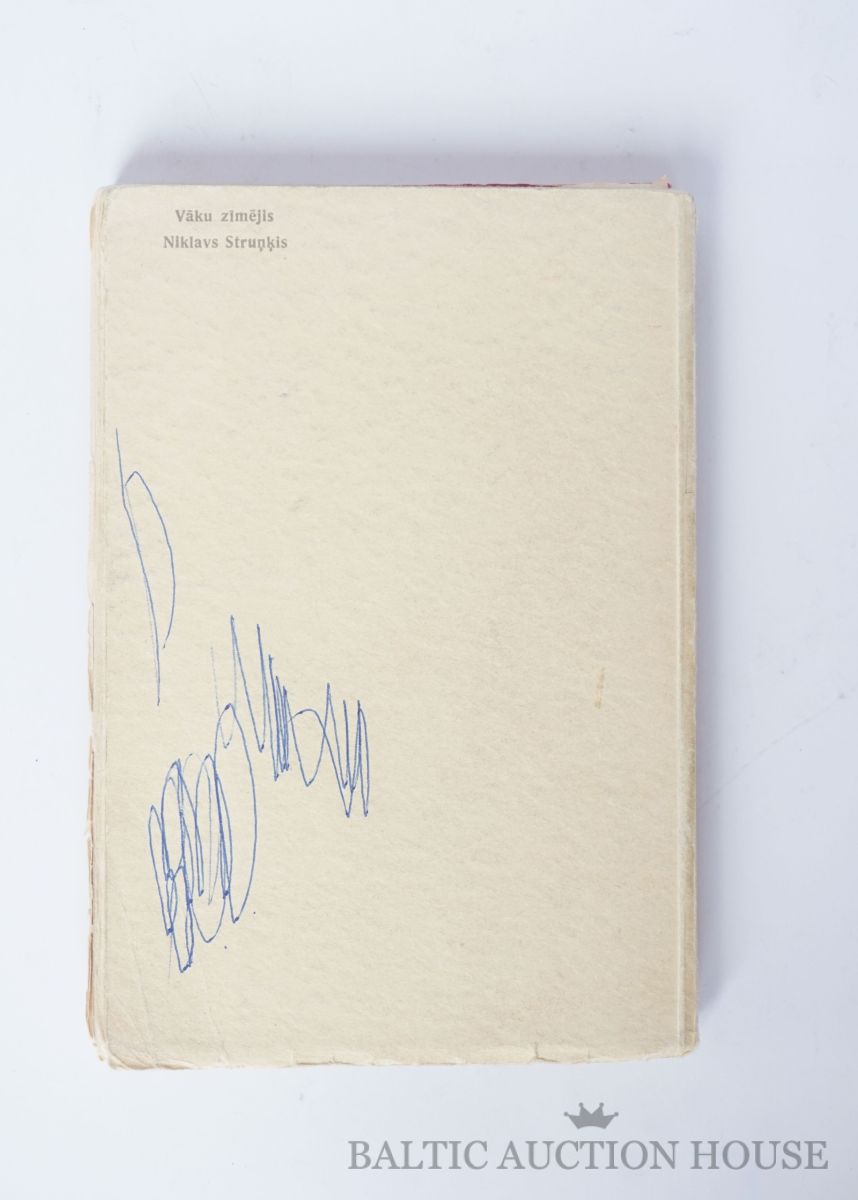 Vāku zīmējis
Niklavs Struņķis
BALTIC AUCTION HOUSE